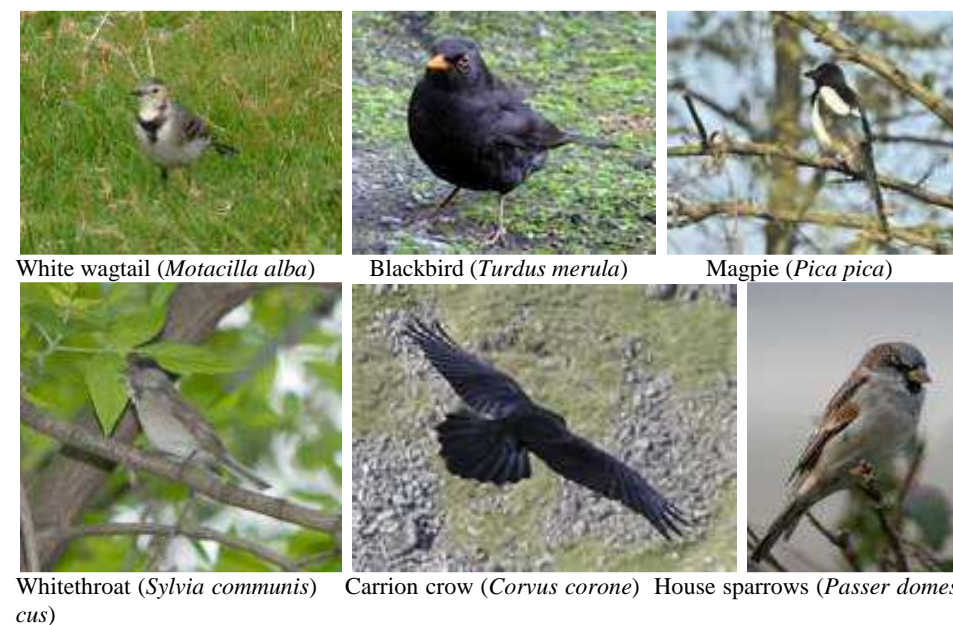 White wagtail (Motacilla alba) Blackbird (Turdus merula) Magpie (Pica pica)
Whitethroat (Sylvia communis) Carrion crow (Corvus corone) House sparrows (Passer domes
cus)